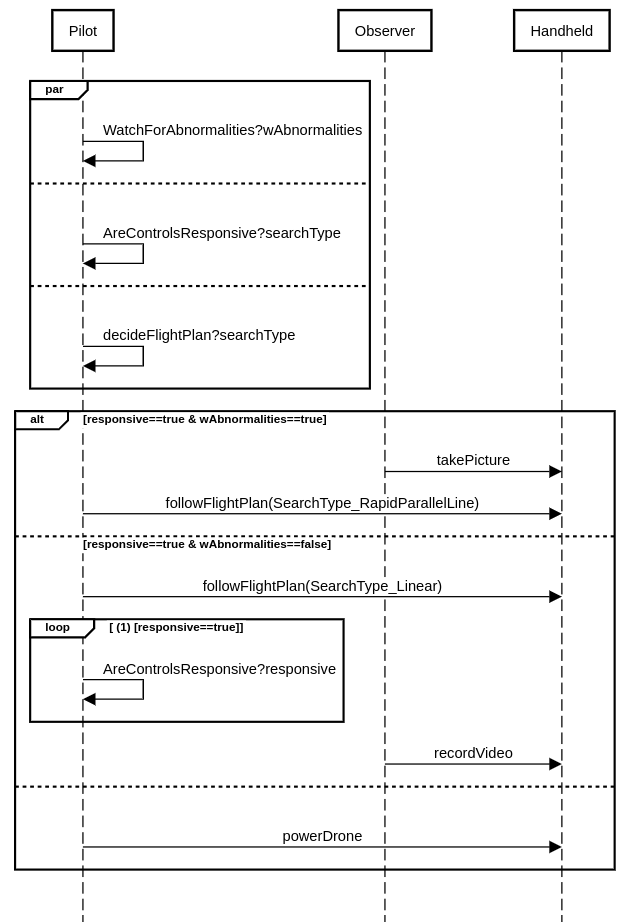 Pilot
Observer
Handheld
par
WatchForAbnormalities?wAbnormalities
AreControlsResponsive?searchType
decideFlightPlan?searchType
alt
[responsive==true & wAbnormalities==true]
takePicture
followFlightPlan(SearchType_RapidParallelLine)
[responsive==true & wAbnormalities==false]
followFlightPlan(SearchType_Linear)
loop
[ (1) [responsive==true]]
AreControlsResponsive?responsive
recordVideo
powerDrone